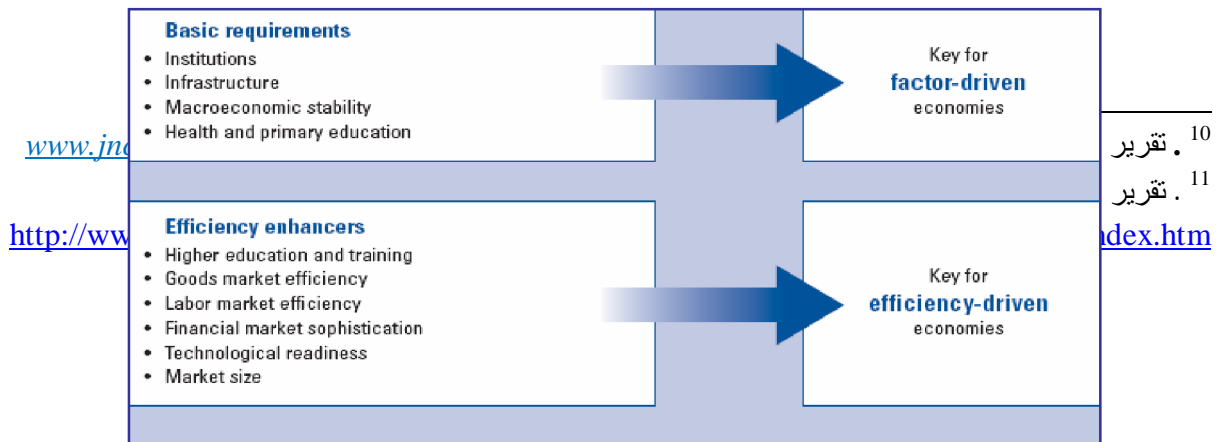 Basic requirements
• Institutions
• Infrastructure
• Macroeconomic stability
• Health and primary education
Key for
factor-driven
economies
10 . تقرير
www.jn
11 . تقرير
http://ww
ndex.htm
Efficiency enhancers
• Higher education and training
• Goods market efficiency
• Labor market efficiency
• Financial market sophistication
• Technological readiness
• Market size
Key for
efficiency-driven
economies